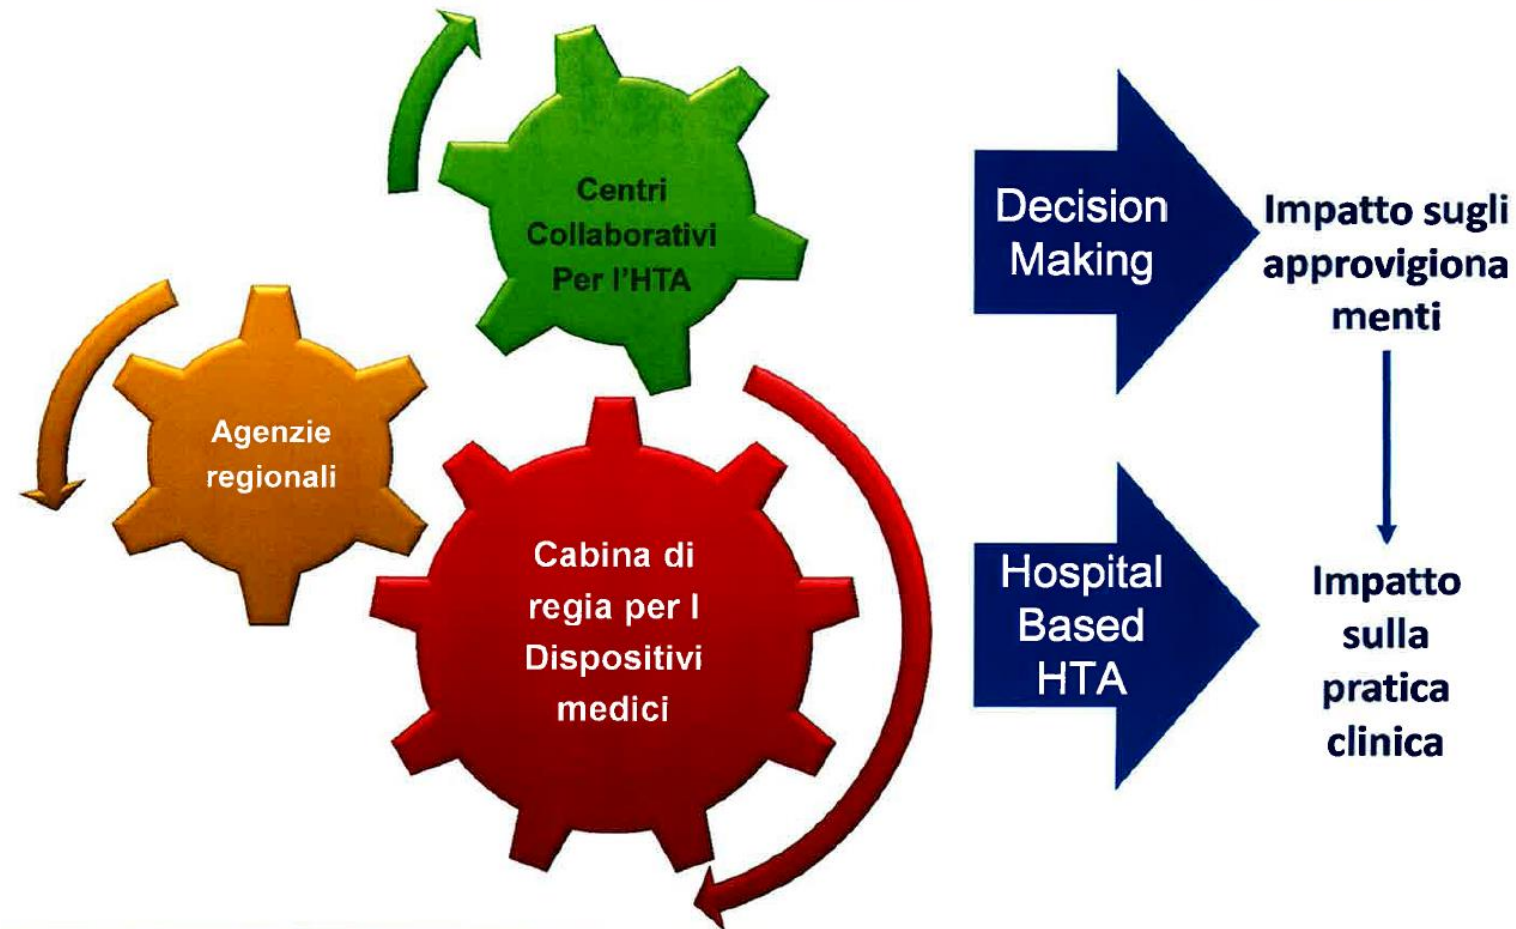 Centri
Collaborativi
Per l'HTA
Agenzie
regionali
Cabina di
regia per I
Dispositivi
medici
Decision
Making
Impatto sugli
approvigiona
menti
Hospital
Based
HTA
Impatto
sulla
pratica
clinica